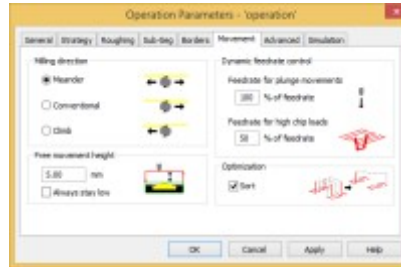 Operation Parameters - 'operation'
General Strategy Roughing Sub-Seg Borders Movement Advanced Simulation
Milling direction
Meander
Conventional
Climb
Free movement height
5.00 mm
Always stay low
Dynamic feedrate control
Feedrate for plunge movements
100 % of feedrate
Feedrate for high chip loads
50 % of feedrate
Optimization
Sort
OK Cancel Apply Help